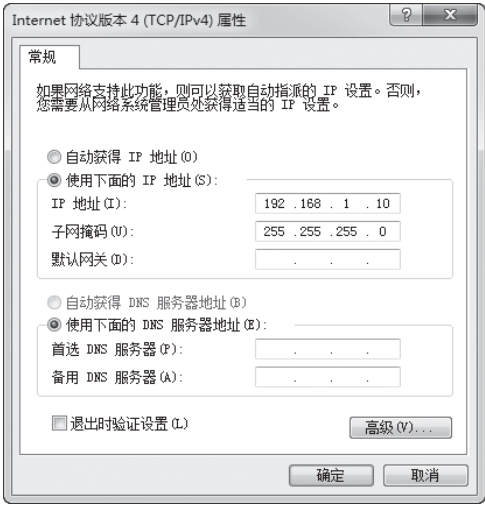 Internet 协议版本 4 (TCP/IPv4) 属性
常规
如果网络支持此功能，则可以获取自动指派的 IP 设置。否则，
您需要从网络系统管理员处获得适当的 IP 设置。
自动获得 IP 地址(O)
使用下面的 IP 地址(S):
IP 地址(I): 192 .168 . 1 . 10
子网掩码(U): 255 .255 .255 . 0
默认网关(D): . . .
自动获得 DNS 服务器地址(B)
使用下面的 DNS 服务器地址(E):
首选 DNS 服务器(P): . . .
备用 DNS 服务器(A): . . .
退出时验证设置(L)
高级(V)...
确定 取消